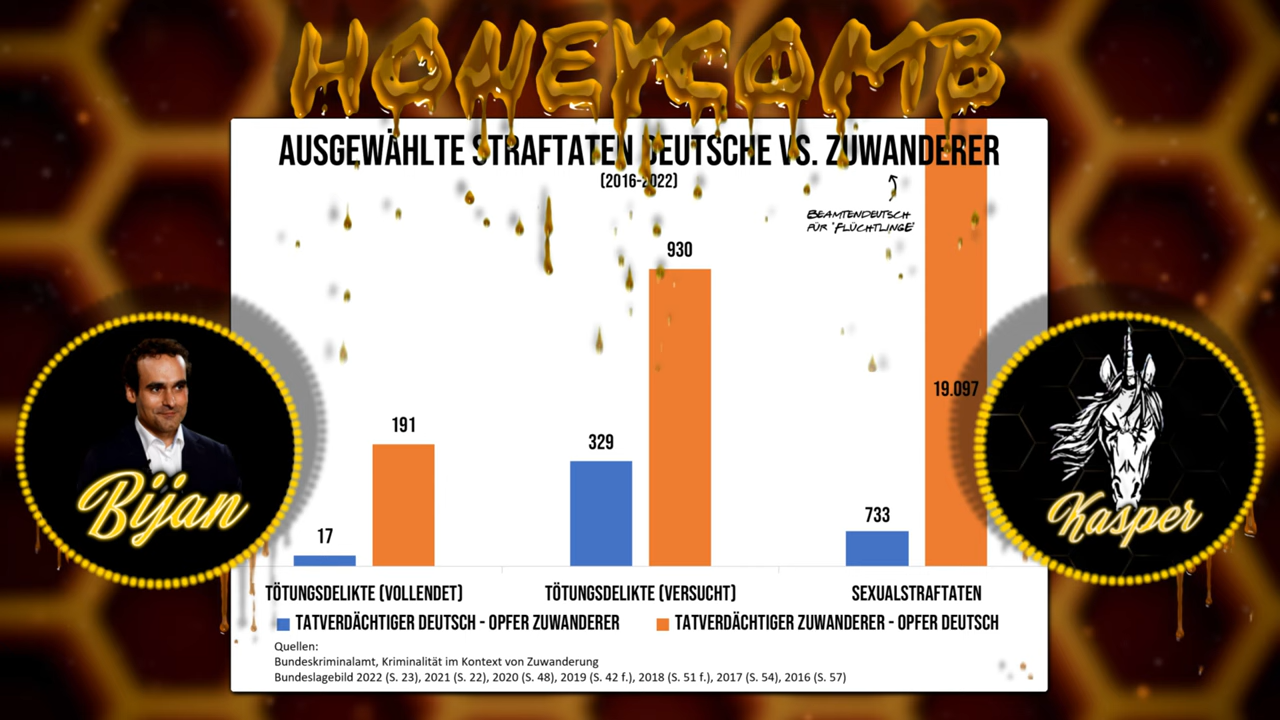 HONEYCOMB
AUSGEWÄHLTE STRAFTATEN DEUTSCHE VS. ZUWANDERER
(2016-2022)
BEAMTENDEUTSCH
FÜR "FLÜCHTLINGE"
930
191
329
19.097
17
733
Bijan
Kasper
TÖTUNGSDELIKTE (VOLLENDET)
TÖTUNGSDELIKTE (VERSUCHT)
SEXUALSTRAFTATEN
TATVERDÄCHTIGER DEUTSCH - OPFER ZUWANDERER
TATVERDÄCHTIGER ZUWANDERER - OPFER DEUTSCH
Quellen:
Bundeskriminalamt, Kriminalität im Kontext von Zuwanderung
Bundeslagebild 2022 (S. 23), 2021 (S. 22), 2020 (S. 48), 2019 (S. 42 f.), 2018 (S. 51 f.), 2017 (S. 54), 2016 (S. 57)